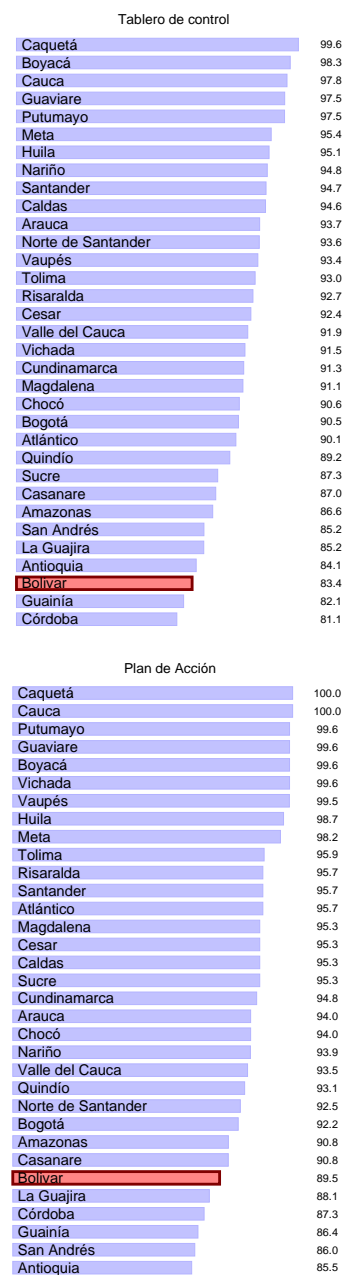 Tablero de control
Caquetá 99.6
Boyacá 98.3
Cauca 97.8
Guaviare 97.5
Putumayo 97.5
Meta 95.4
Huila 95.1
Nariño 94.8
Santander 94.7
Caldas 94.6
Arauca 93.7
Norte de Santander 93.6
Vaupés 93.4
Tolima 93.0
Risaralda 92.7
Cesar 92.4
Valle del Cauca 91.9
Vichada 91.5
Cundinamarca 91.3
Magdalena 91.1
Chocó 90.6
Bogotá 90.5
Atlántico 90.1
Quindío 89.2
Sucre 87.3
Casanare 87.0
Amazonas 86.6
San Andrés 85.2
La Guajira 85.2
Antioquia 84.1
Bolivar 83.4
Guainía 82.1
Córdoba 81.1
Plan de Acción
Caquetá 100.0
Cauca 100.0
Putumayo 99.6
Guaviare 99.6
Boyacá 99.6
Vichada 99.6
Vaupés 99.5
Huila 98.7
Meta 98.2
Tolima 95.9
Risaralda 95.7
Santander 95.7
Atlántico 95.7
Magdalena 95.3
Cesar 95.3
Caldas 95.3
Sucre 95.3
Cundinamarca 94.8
Arauca 94.0
Chocó 94.0
Nariño 93.9
Valle del Cauca 93.5
Quindío 93.1
Norte de Santander 92.5
Bogotá 92.2
Amazonas 90.8
Casanare 90.8
Bolivar 89.5
La Guajira 88.1
Córdoba 87.3
Guainía 86.4
San Andrés 86.0
Antioquia 85.5